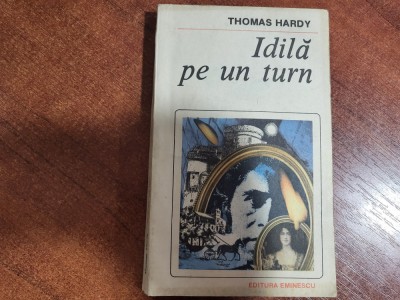 THOMAS HARDY
Idilă
pe un turn
EDITURA EMINESCU